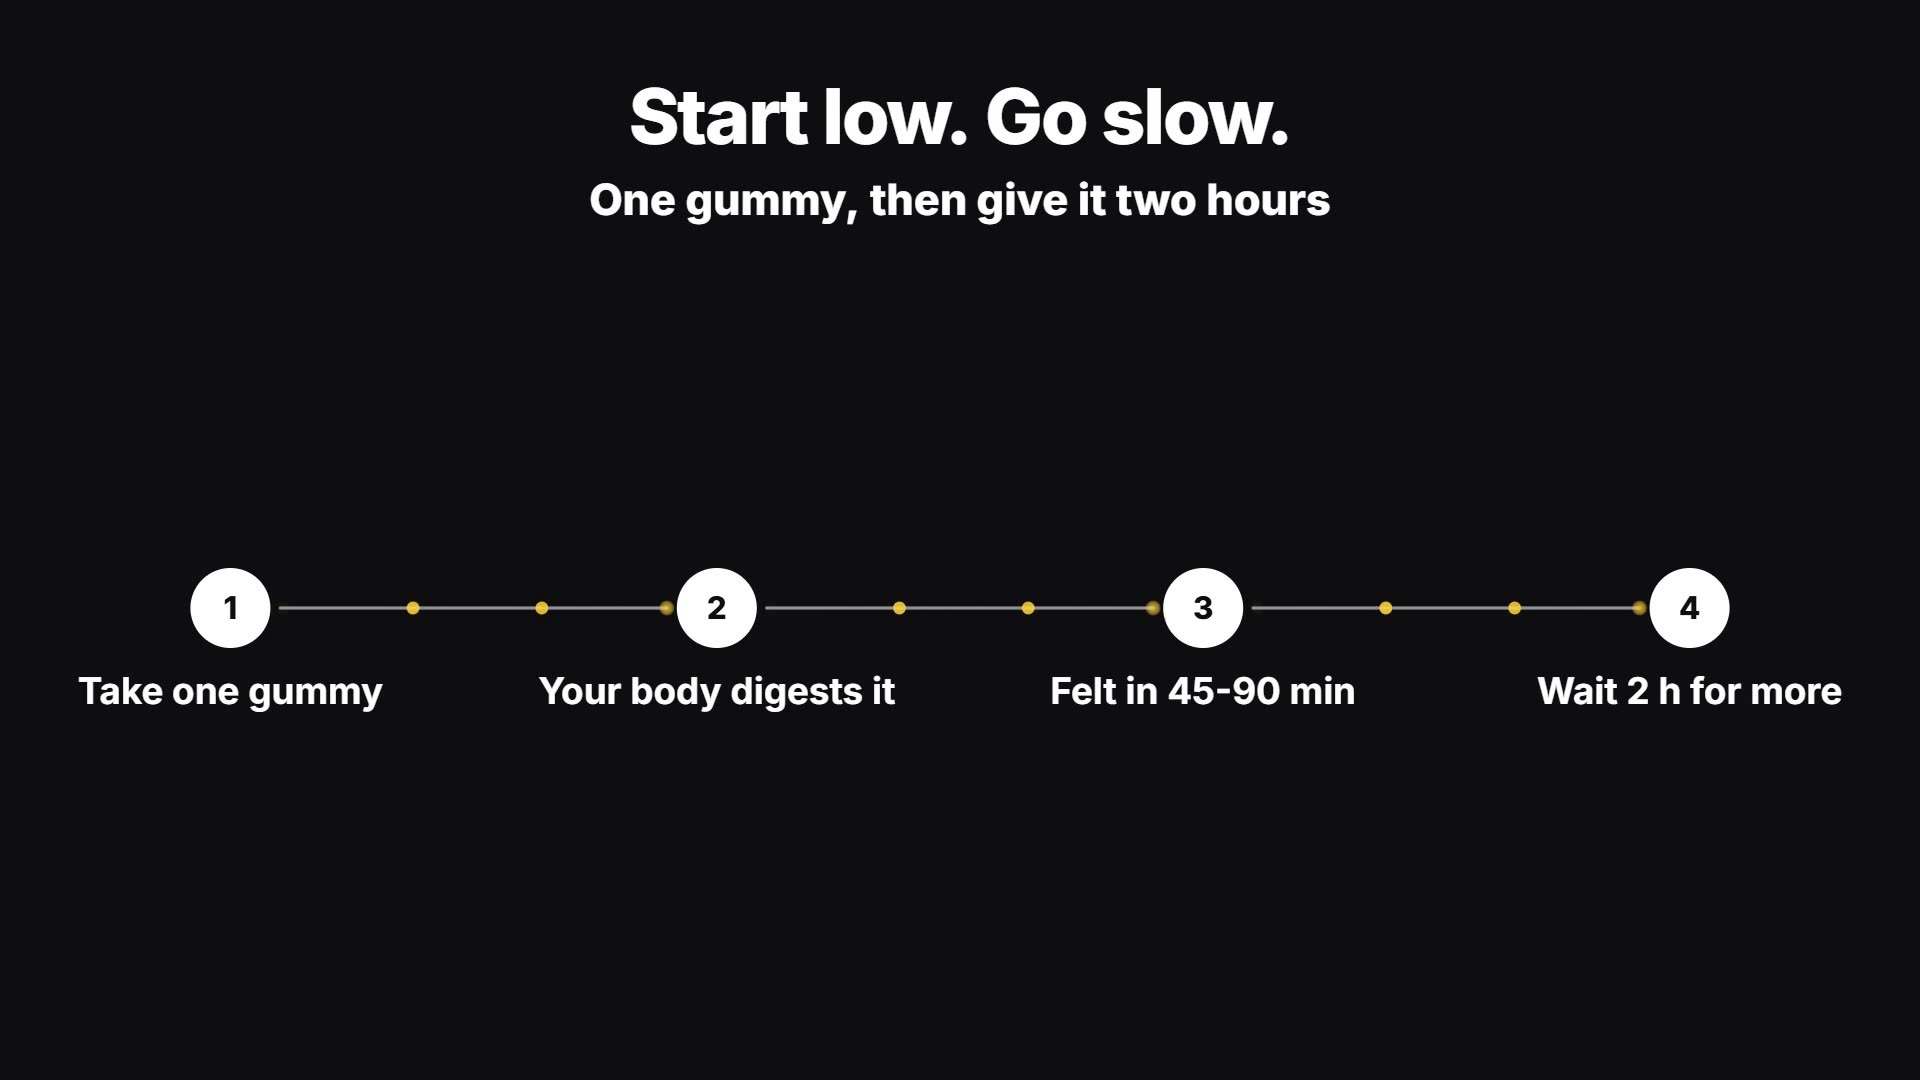 Start low. Go slow.
One gummy, then give it two hours
1
2
3
4
Take one gummy
Your body digests it
Felt in 45-90 min
Wait 2 h for more